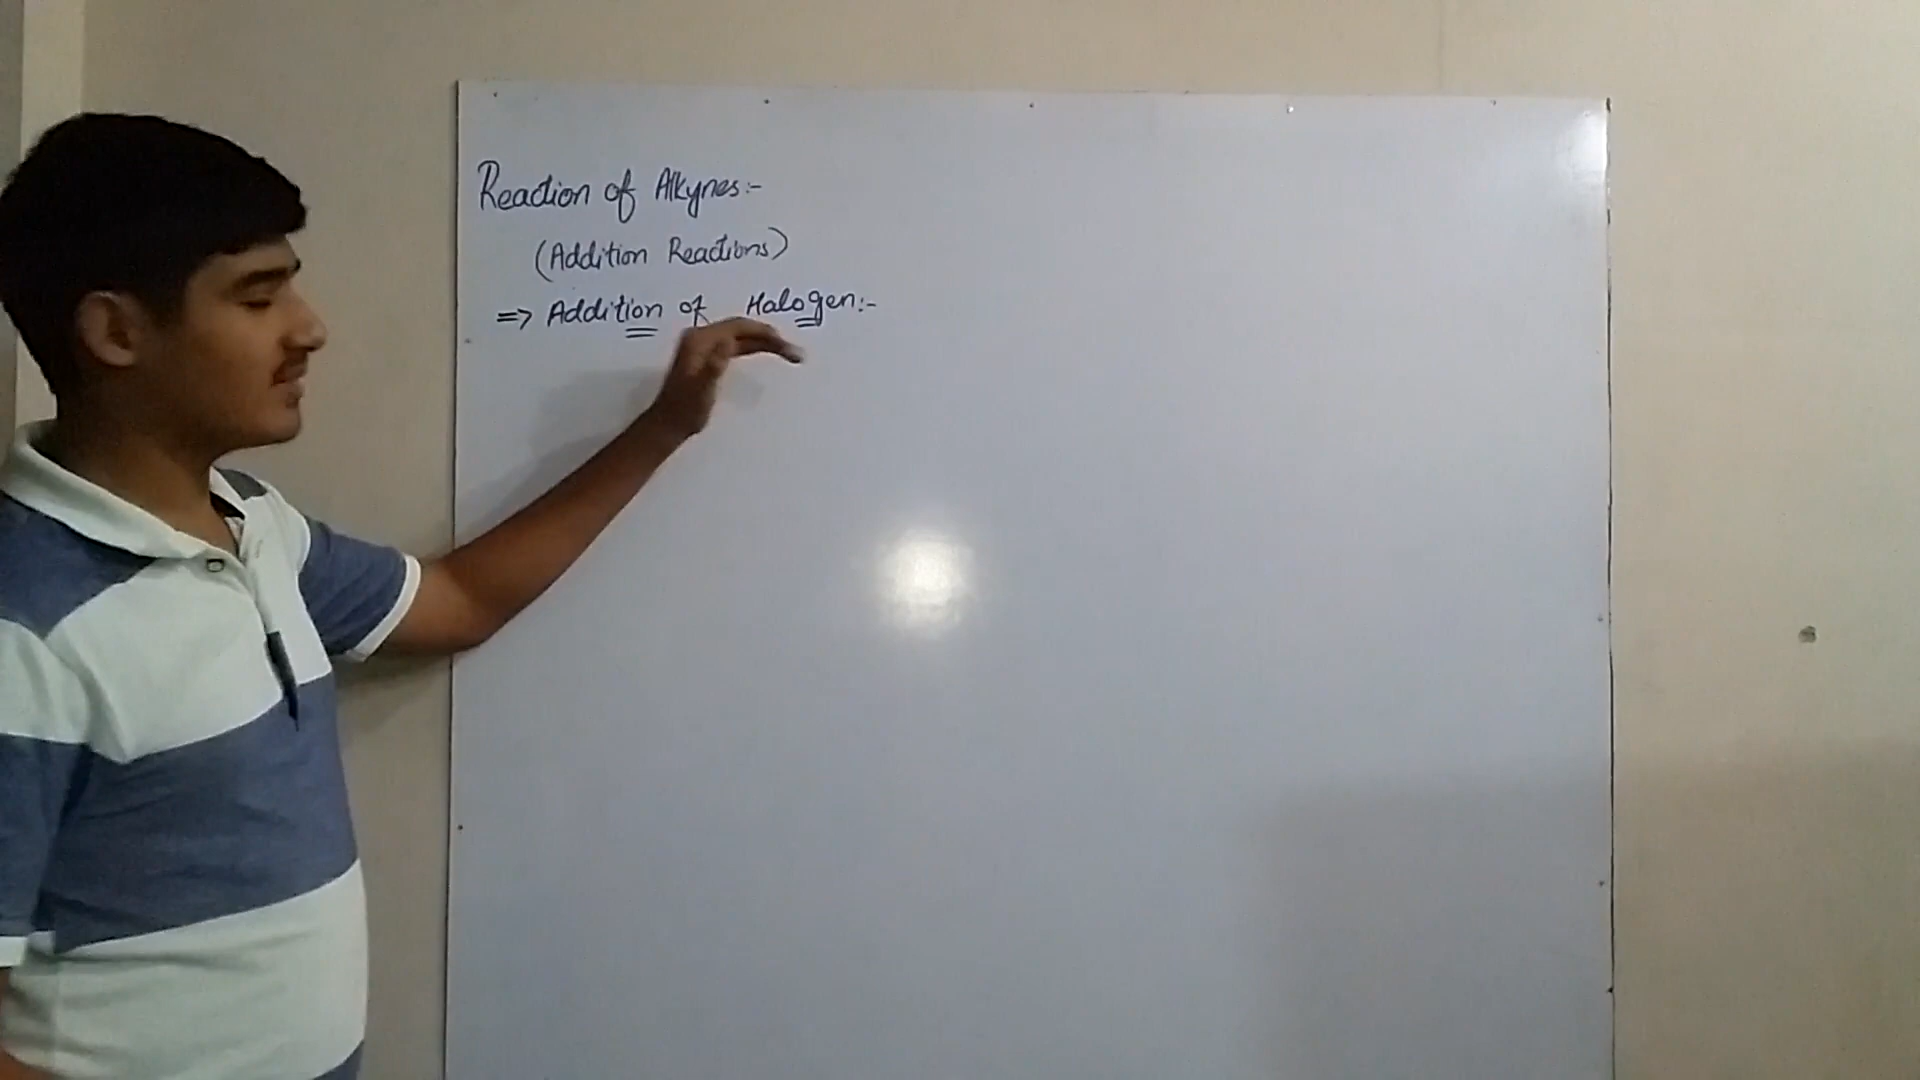 Reaction of Alkynes:-
(Addition Reactions)
=> Addition of Halogen:-